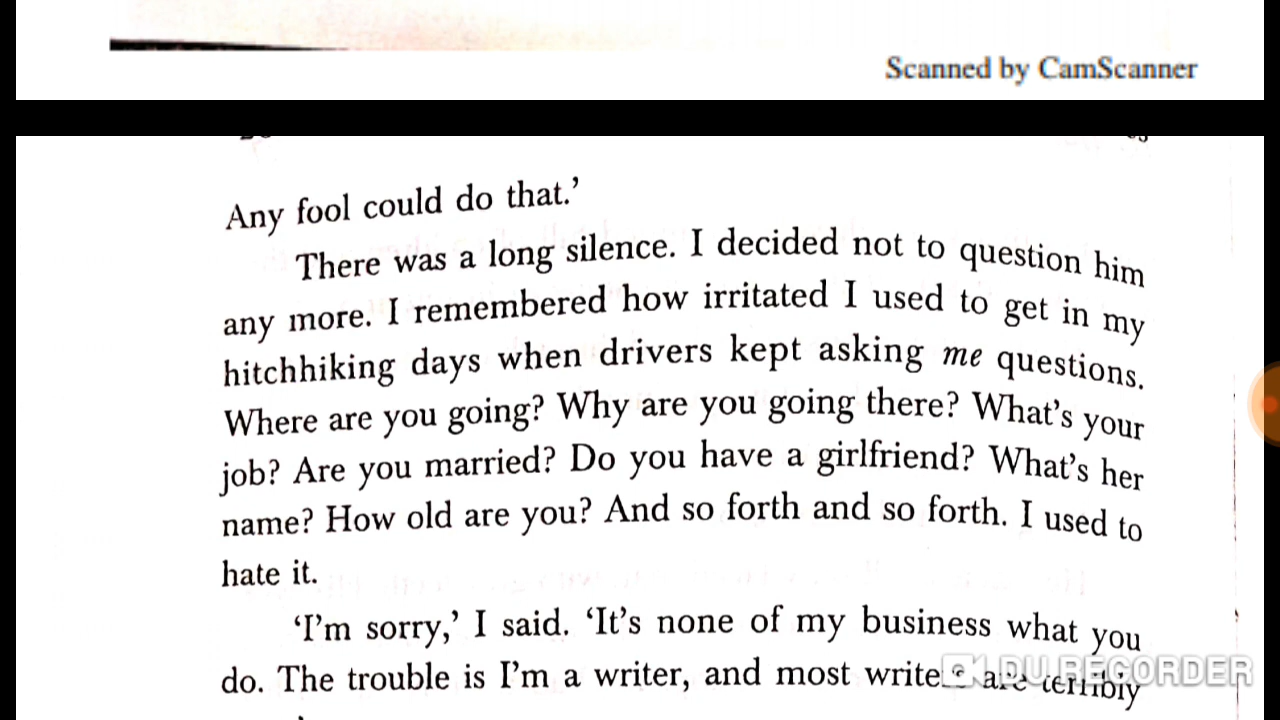 Scanned by CamScanner
Any fool could do that.’
There was a long silence. I decided not to question him
any more. I remembered how irritated I used to get in my
hitchhiking days when drivers kept asking me questions.
Where are you going? Why are you going there? What's your
job? Are you married? Do you have a girlfriend? What's her
name? How old are you? And so forth and so forth. I used to
hate it.
‘I'm sorry,’ I said. ‘It's none of my business what you
do. The trouble is I'm a writer, and most writers are terribly
DU RECORDER